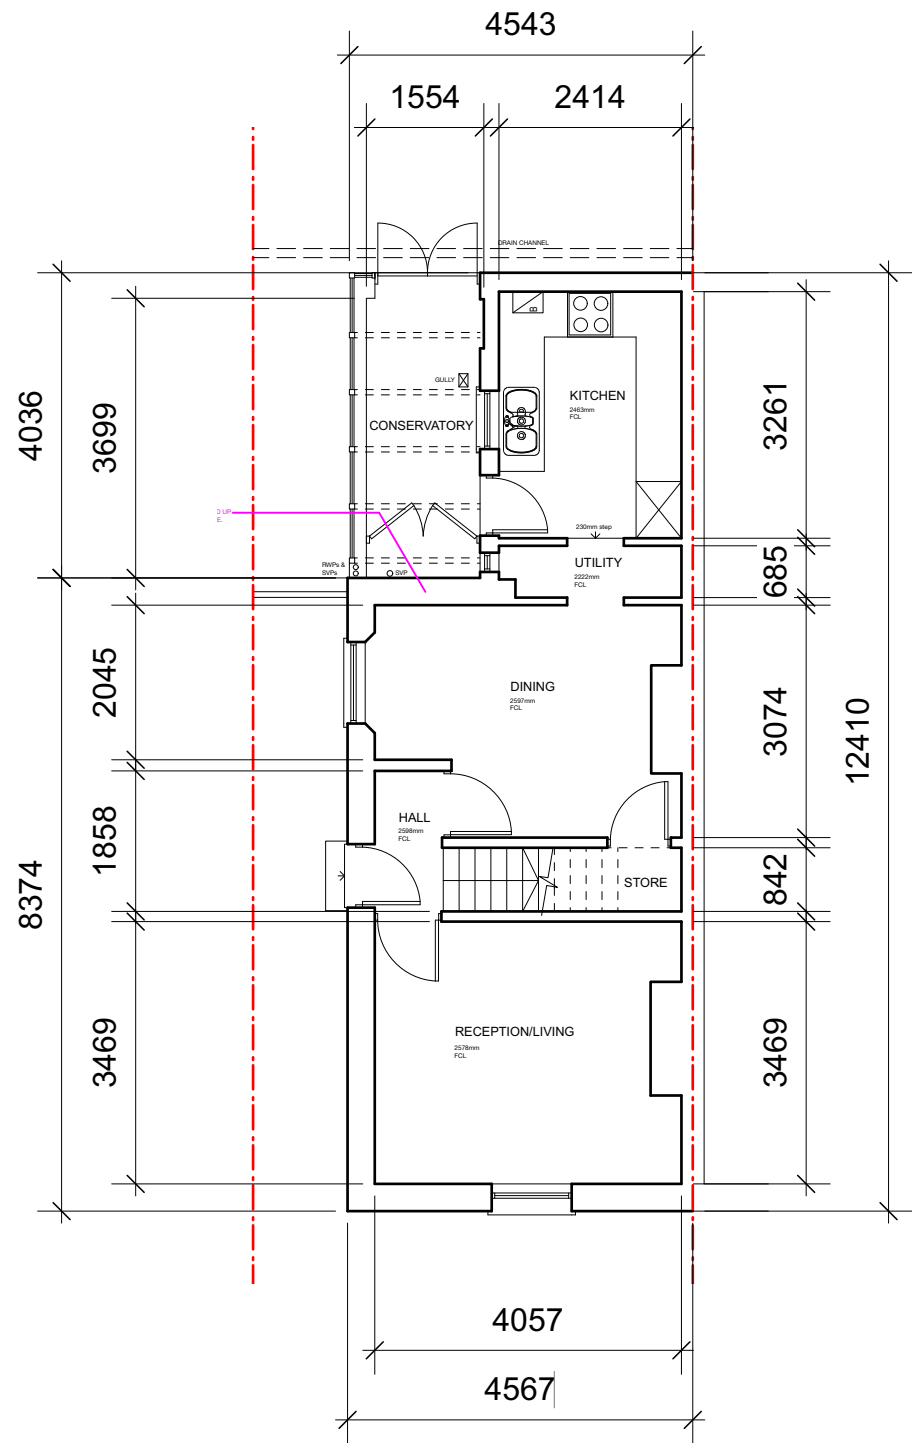 4543
1554
2414
DRAIN CHANNEL
4036
3699
GULLY
CONSERVATORY
KITCHEN
2463mm
FCL
3261
D UP
E.
230mm step
RWPs &
SVPs
SVP
UTILITY
2222mm
FCL
685
2045
DINING
2597mm
FCL
3074
12410
8374
1858
HALL
2598mm
FCL
STORE
842
3469
RECEPTION/LIVING
2578mm
FCL
3469
4057
4567